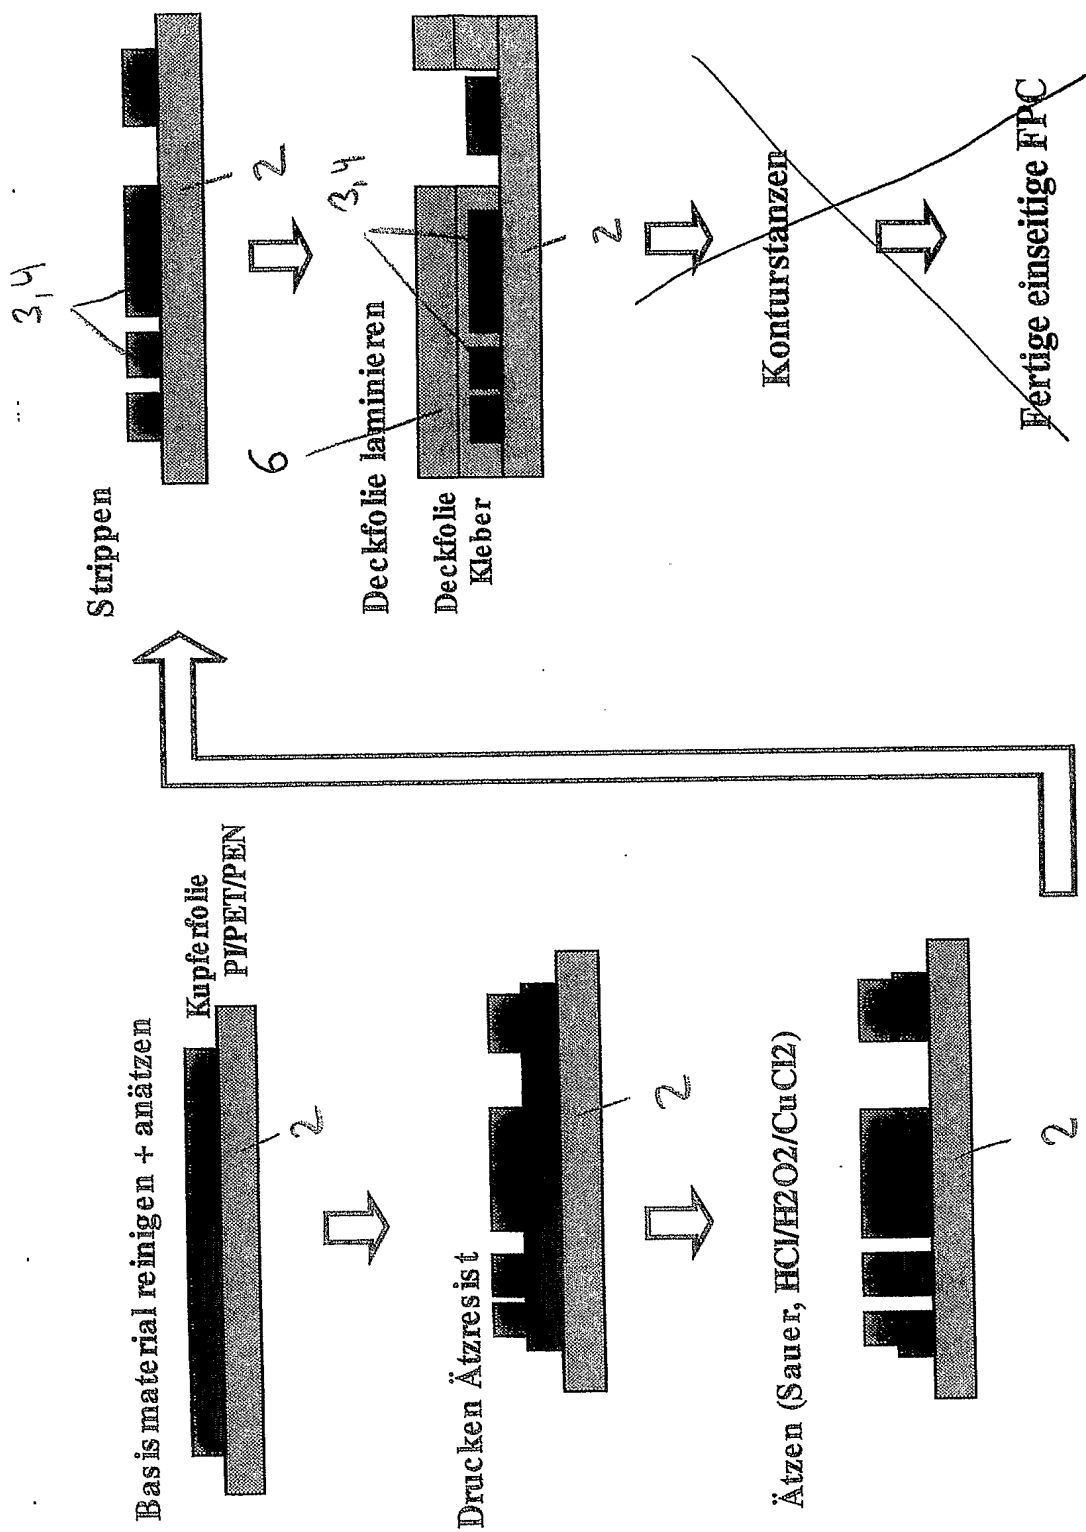 Basismaterial reinigen + anätzen
Kupferfolie
PI/PET/PEN
2
Drucken Ätzresist
2
Ätzen (Sauer, HCl/H2O2/CuCl2)
2
Strippen
3,4
2
6
Deckfolie laminieren
3,4
Deckfolie
Kleber
2
Konturstanzen
Fertige einseitige FPC